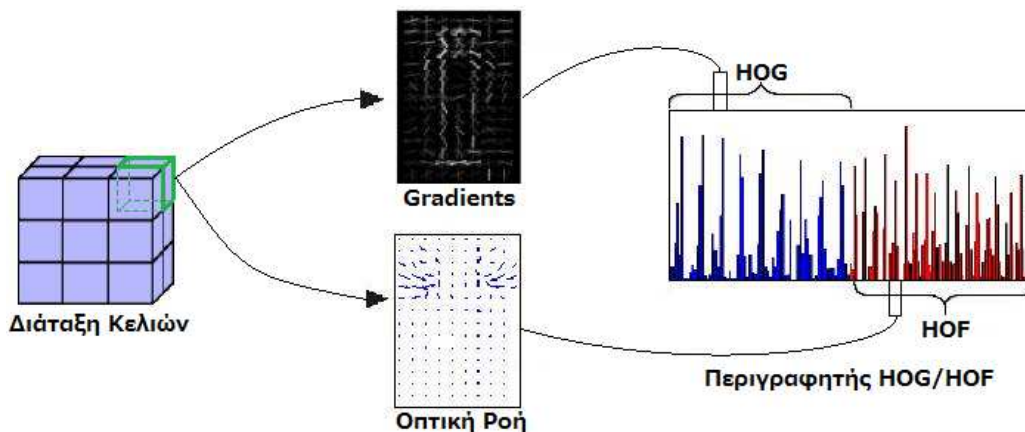 HOG
Gradients
Διάταξη Κελιών
HOF
Περιγραφητής HOG/HOF
Οπτική Ροή